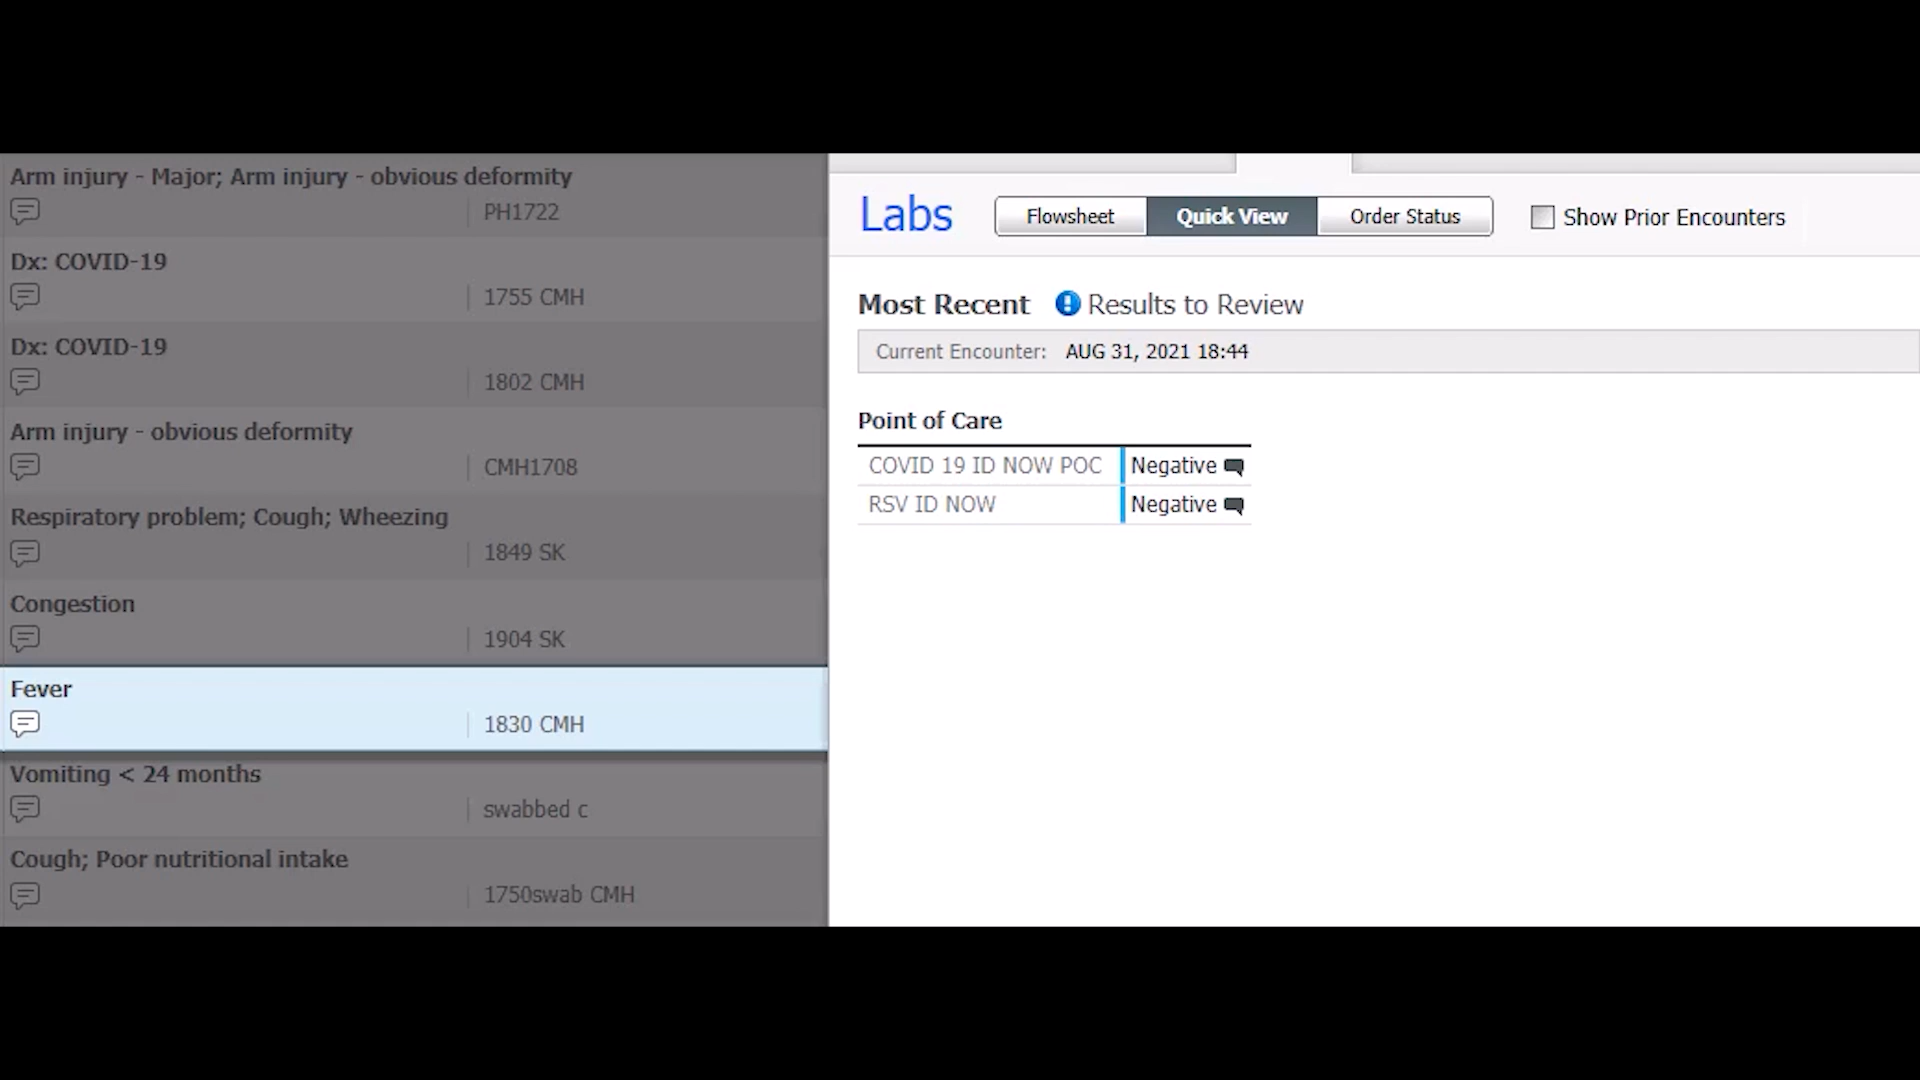 Arm injury - Major; Arm injury - obvious deformity
PH1722
Dx: COVID-19
1755 CMH
Dx: COVID-19
1802 CMH
Arm injury - obvious deformity
CMH1708
Respiratory problem; Cough; Wheezing
1849 SK
Congestion
1904 SK
Fever
1830 CMH
Vomiting < 24 months
swabbed c
Cough; Poor nutritional intake
1750swab CMH
Labs Flowsheet Quick View Order Status Show Prior Encounters
Most Recent Results to Review
Current Encounter: AUG 31, 2021 18:44
Point of Care
COVID 19 ID NOW POC Negative
RSV ID NOW Negative